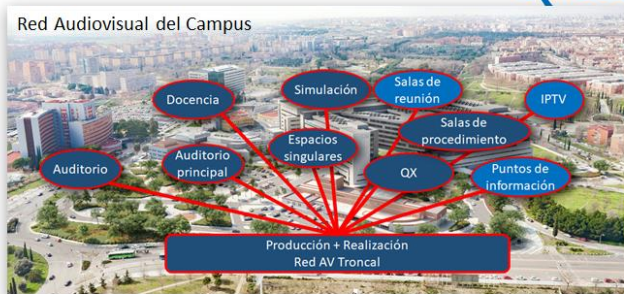 Red Audiovisual del Campus
Simulación
Salas de
reunión
Docencia
IPTV
Salas de
procedimiento
Espacios
singulares
Auditorio
principal
Auditorio
QX
Puntos de
información
Producción + Realización
Red AV Troncal